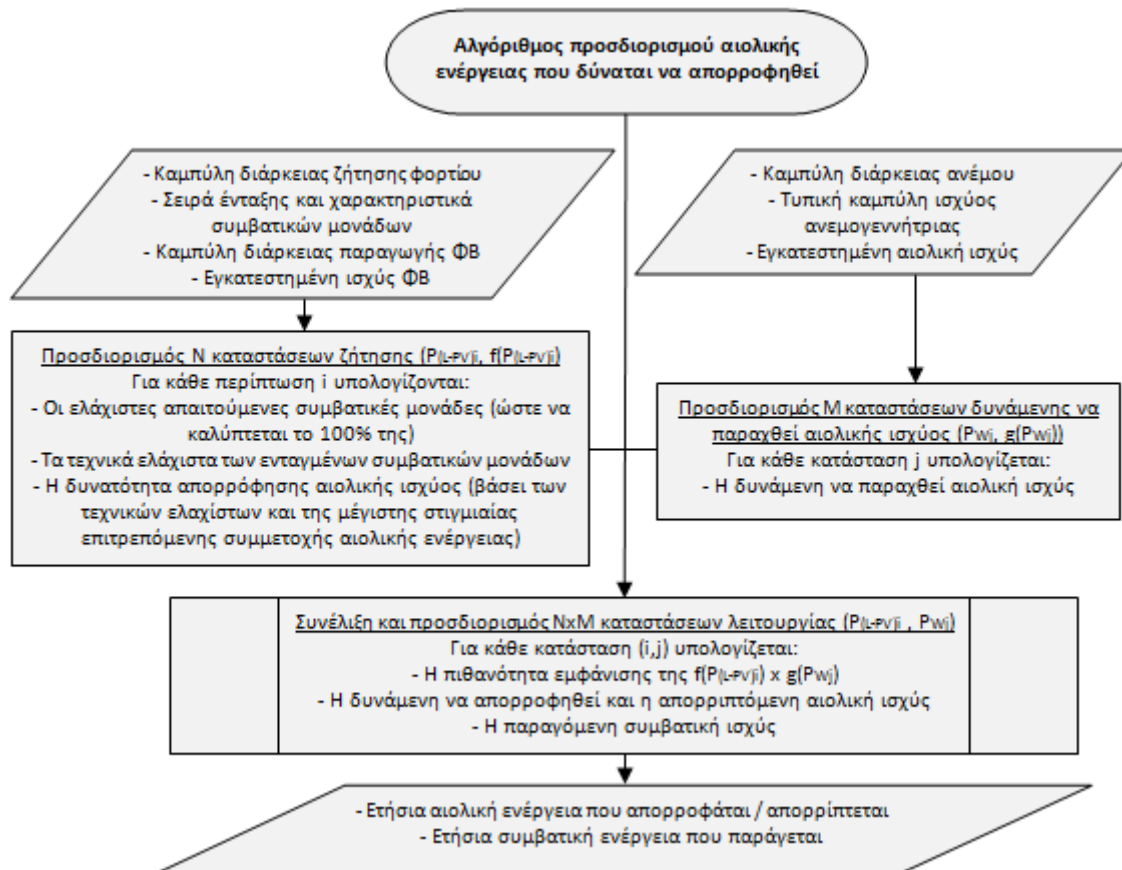 Αλγόριθμος προσδιορισμού αιολικής
ενέργειας που δύναται να απορροφηθεί
- Καμπύλη διάρκειας ζήτησης φορτίου
- Σειρά ένταξης και χαρακτηριστικά
συμβατικών μονάδων
- Καμπύλη διάρκειας παραγωγής ΦΒ
- Εγκατεστημένη ισχύς ΦΒ
- Καμπύλη διάρκειας ανέμου
- Τυπική καμπύλη ισχύος
ανεμογεννήτριας
- Εγκατεστημένη αιολική ισχύς
Προσδιορισμός Ν καταστάσεων ζήτησης (P(L-PV)i, f(P(L-PV)i)
Για κάθε περίπτωση i υπολογίζονται:
- Οι ελάχιστες απαιτούμενες συμβατικές μονάδες (ώστε να
καλύπτεται το 100% της)
- Τα τεχνικά ελάχιστα των ενταγμένων συμβατικών μονάδων
- Η δυνατότητα απορρόφησης αιολικής ισχύος (βάσει των
τεχνικών ελαχίστων και της μέγιστης στιγμιαίας
επιτρεπόμενης συμμετοχής αιολικής ενέργειας)
Προσδιορισμός Μ καταστάσεων δυνάμενης να
παραχθεί αιολικής ισχύος (Pwj, g(Pwj))
Για κάθε κατάσταση j υπολογίζεται:
- Η δυνάμενη να παραχθεί αιολική ισχύς
Συνέλιξη και προσδιορισμός NxM καταστάσεων λειτουργίας (P(L-PV)i , Pwj)
Για κάθε κατάσταση (i,j) υπολογίζεται:
- Η πιθανότητα εμφάνισης της f(P(L-PV)i) x g(Pwj)
- Η δυνάμενη να απορροφηθεί και η απορριπτόμενη αιολική ισχύς
- Η παραγόμενη συμβατική ισχύς
- Ετήσια αιολική ενέργεια που απορροφάται / απορρίπτεται
- Ετήσια συμβατική ενέργεια που παράγεται